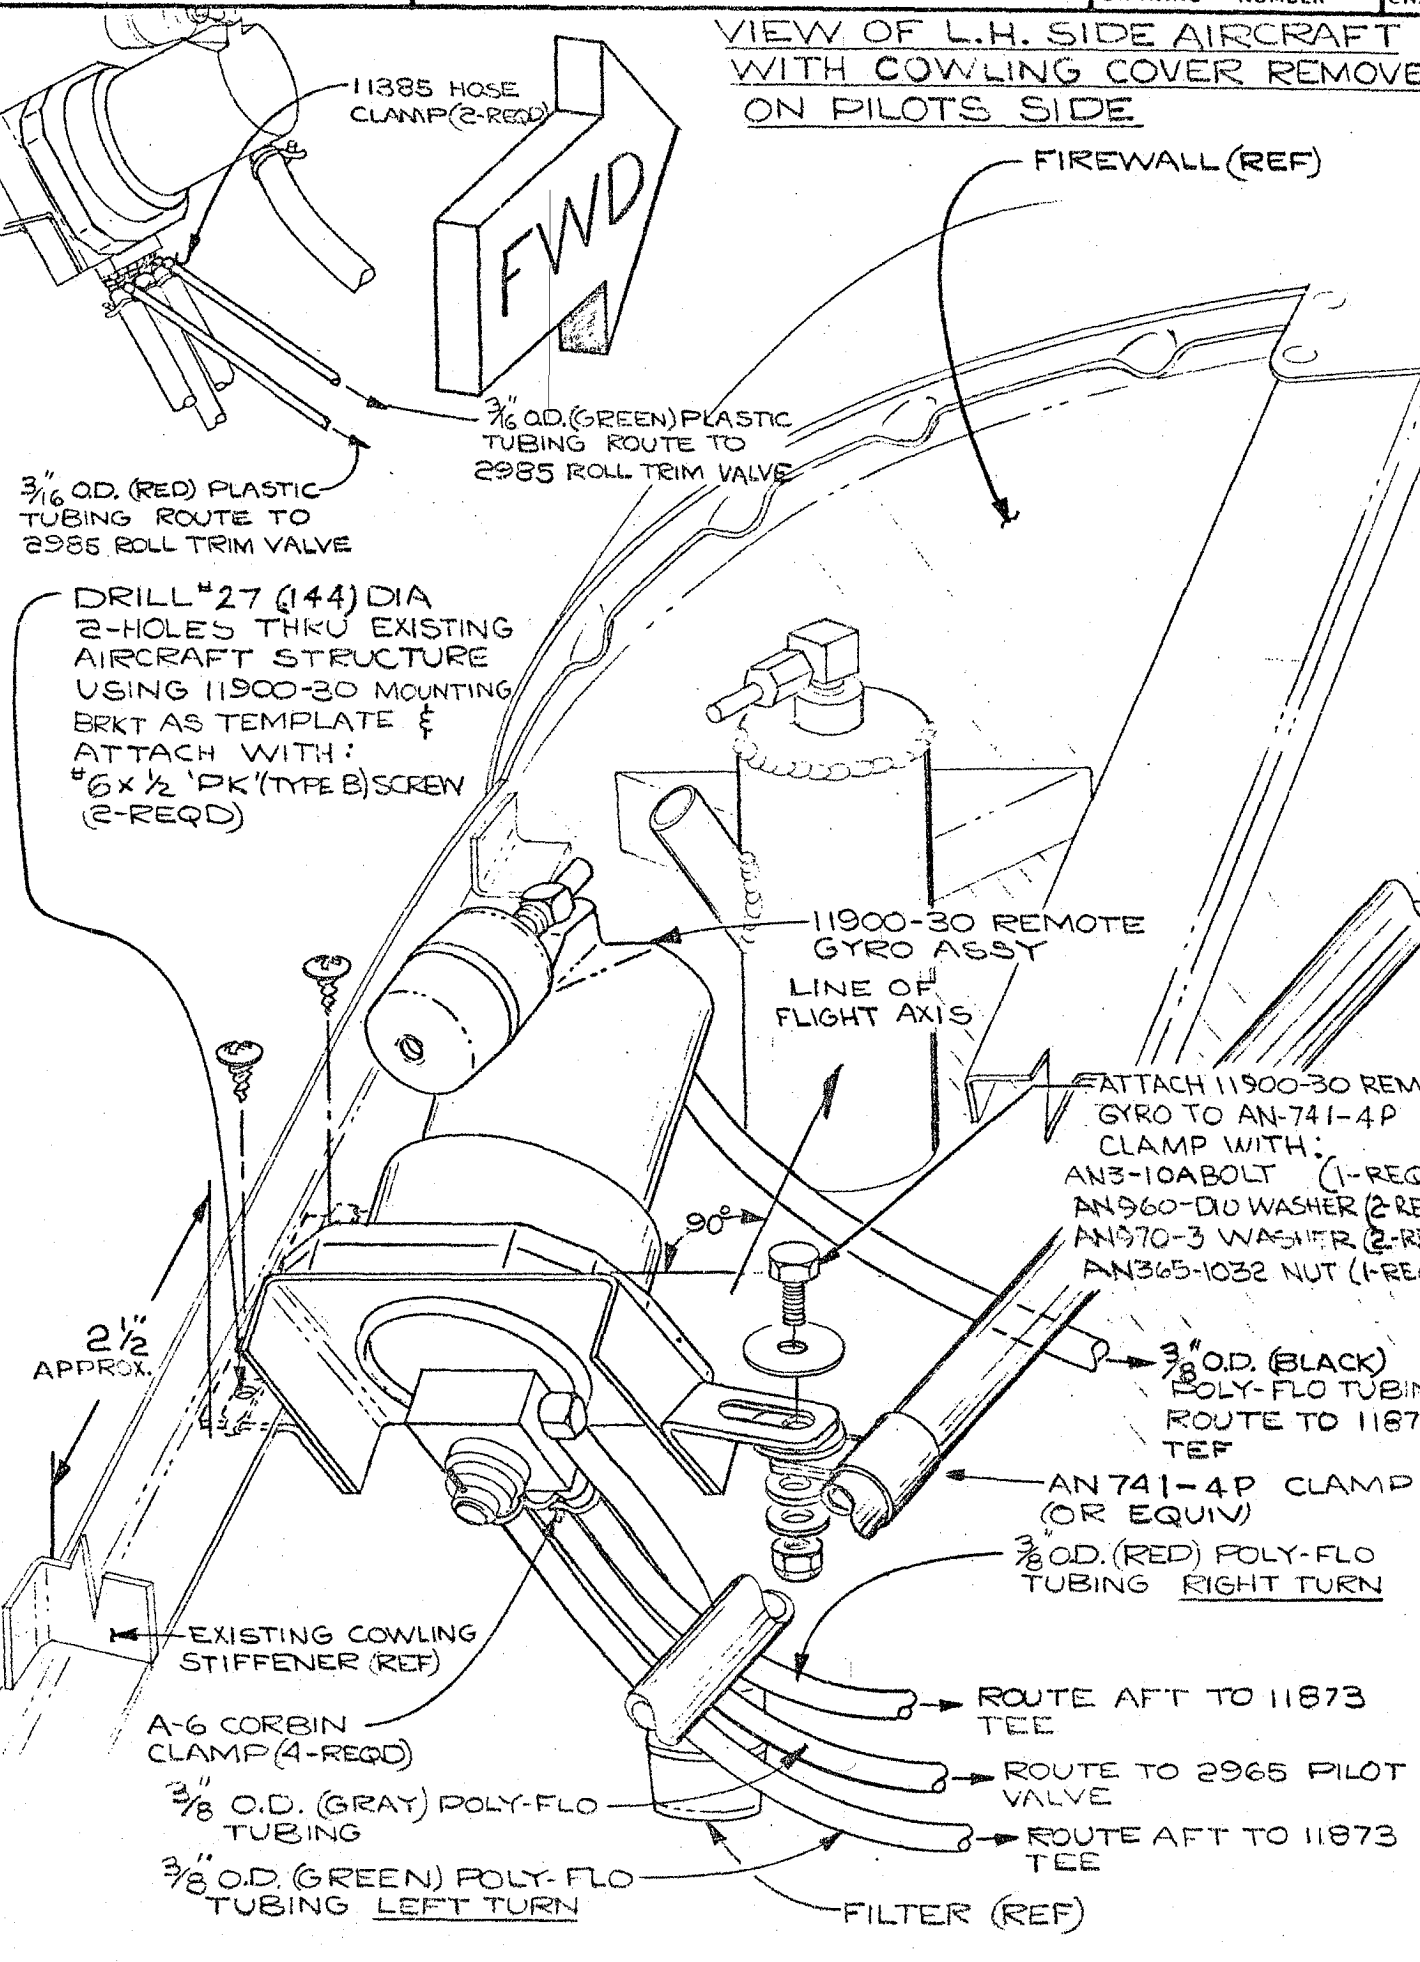 VIEW OF L.H. SIDE AIRCRAFT
WITH COWLING COVER REMOVE
ON PILOTS SIDE
11385 HOSE
CLAMP (2-REQD)
FWD
FIREWALL (REF)
3/16" O.D. (GREEN) PLASTIC
TUBING ROUTE TO
2985 ROLL TRIM VALVE
3/16" O.D. (RED) PLASTIC
TUBING ROUTE TO
2985 ROLL TRIM VALVE
DRILL #27 (.144) DIA
2-HOLES THRU EXISTING
AIRCRAFT STRUCTURE
USING 11900-30 MOUNTING
BRKT AS TEMPLATE &
ATTACH WITH:
#6 X 1/2 'PK' (TYPE B) SCREW
(2-REQD)
11900-30 REMOTE
GYRO ASSY
LINE OF
FLIGHT AXIS
ATTACH 11900-30 REM
GYRO TO AN-741-4P
CLAMP WITH:
AN3-10A BOLT (1-REQ
AN960-D10 WASHER (2-RE
AN970-3 WASHER (2-R
AN365-1032 NUT (1-RE
90°
2 1/2"
APPROX.
3/8" O.D. (BLACK)
POLY-FLO TUBIN
ROUTE TO 1187
TEE
AN 741-4P CLAMP
(OR EQUIV)
3/8" O.D. (RED) POLY-FLO
TUBING RIGHT TURN
EXISTING COWLING
STIFFENER (REF)
A-6 CORBIN
CLAMP (4-REQD)
ROUTE AFT TO 11873
TEE
3/8" O.D. (GRAY) POLY-FLO
TUBING
ROUTE TO 2965 PILOT
VALVE
3/8" O.D. (GREEN) POLY-FLO
TUBING LEFT TURN
ROUTE AFT TO 11873
TEE
FILTER (REF)